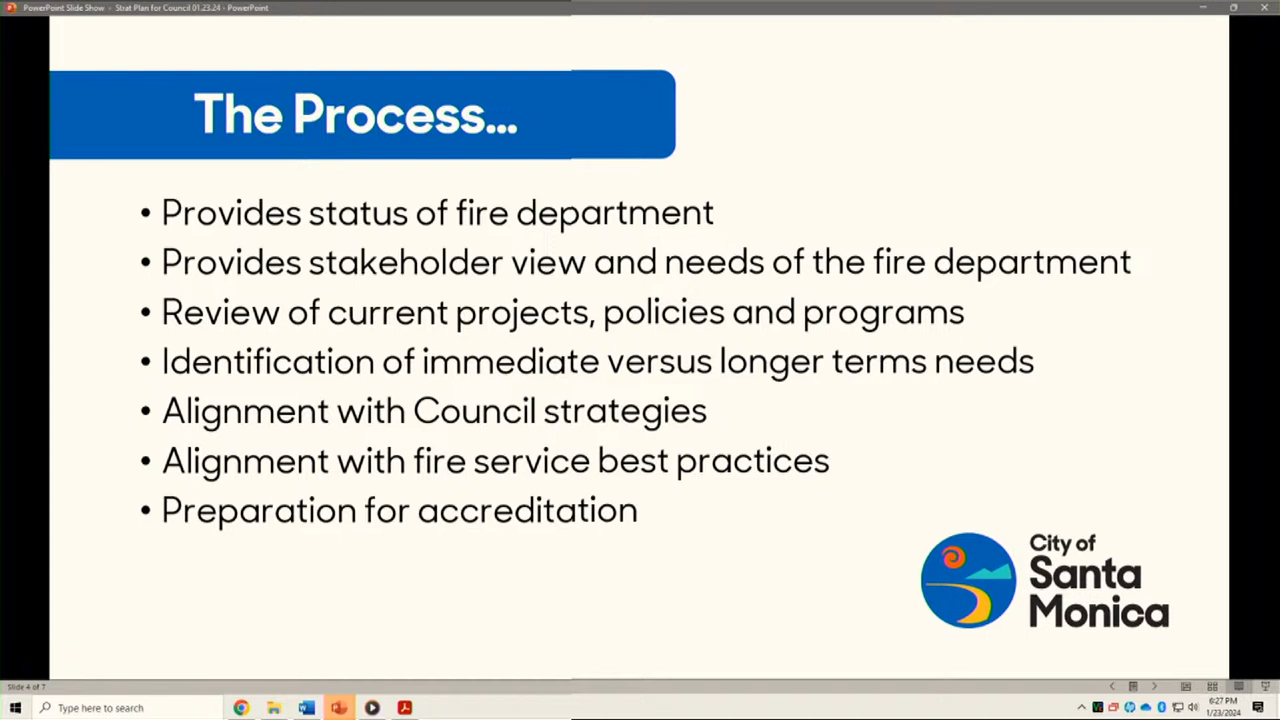 PowerPoint Slide Show - Strat Plan for Council 01.23.24 - PowerPoint
The Process...
• Provides status of fire department
• Provides stakeholder view and needs of the fire department
• Review of current projects, policies and programs
• Identification of immediate versus longer terms needs
• Alignment with Council strategies
• Alignment with fire service best practices
• Preparation for accreditation
City of
Santa
Monica
Slide 4 of 7
Type here to search
6:27 PM
1/23/2024